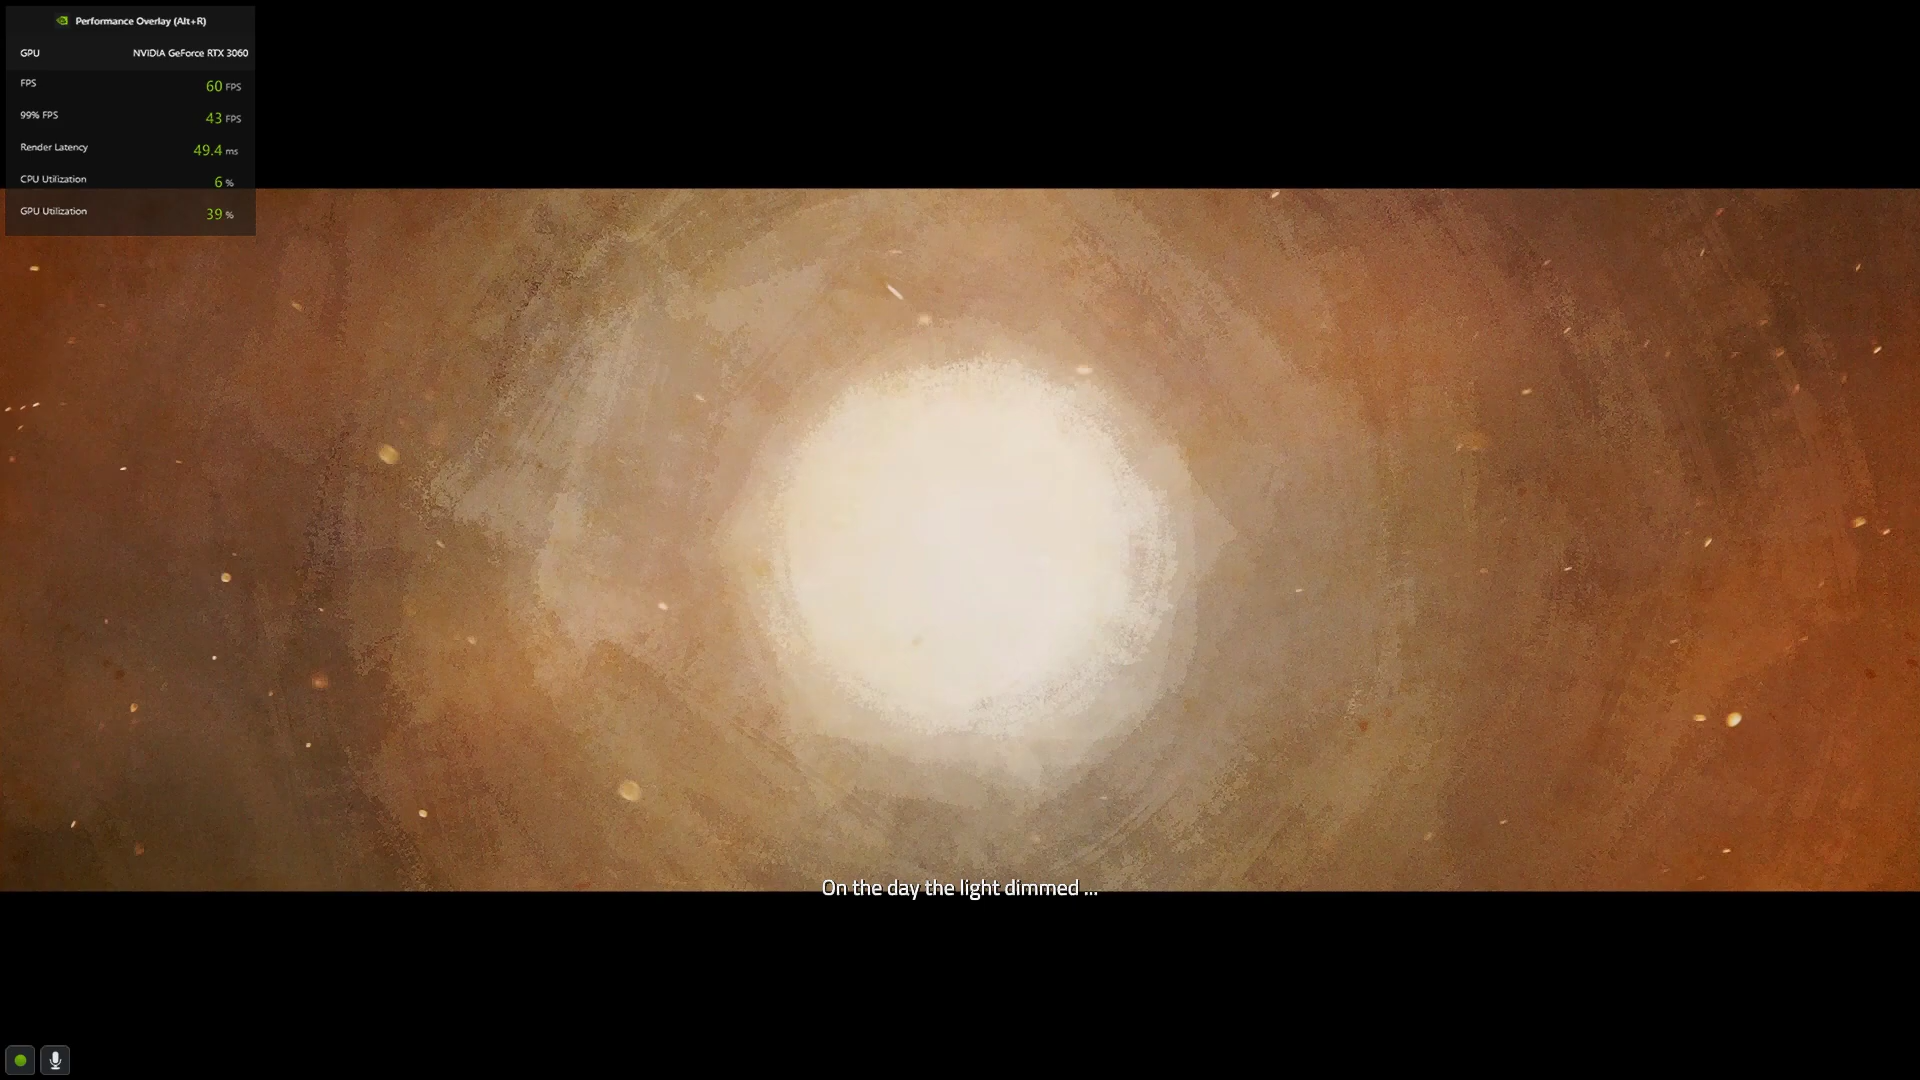 Performance Overlay (Alt+R)
GPU NVIDIA GeForce RTX 3060
FPS 60 FPS
99% FPS 43 FPS
Render Latency 49.4 ms
CPU Utilization 6 %
GPU Utilization 39 %
On the day the light dimmed ...